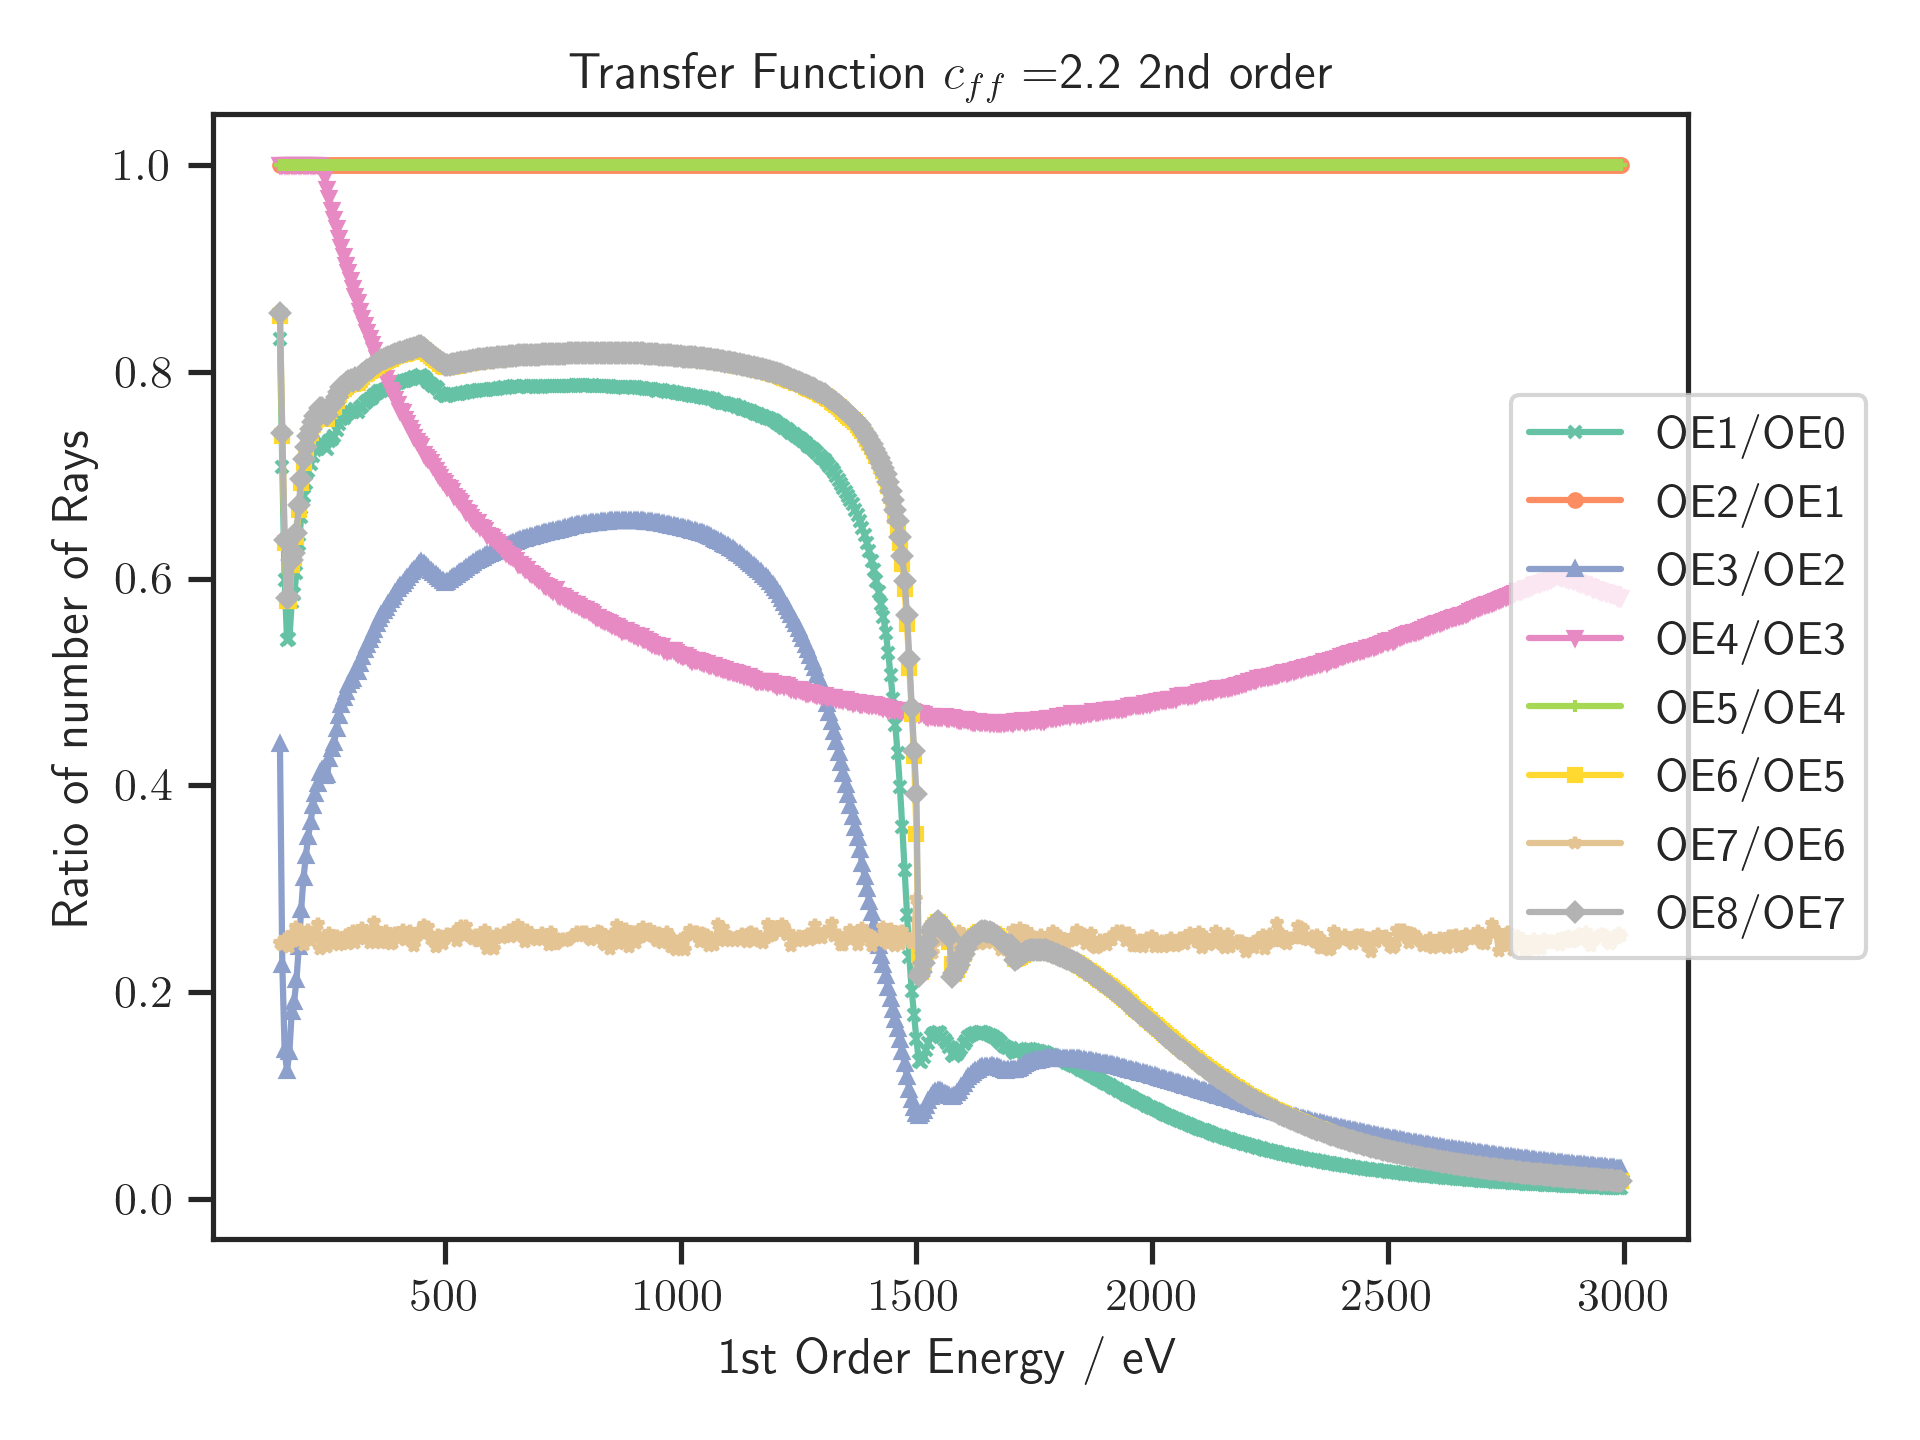 Transfer Function c_{ff} =2.2 2nd order
Ratio of number of Rays
1.0
0.8
0.6
0.4
0.2
0.0
OE1/OE0
OE2/OE1
OE3/OE2
OE4/OE3
OE5/OE4
OE6/OE5
OE7/OE6
OE8/OE7
500 1000 1500 2000 2500 3000
1st Order Energy / eV